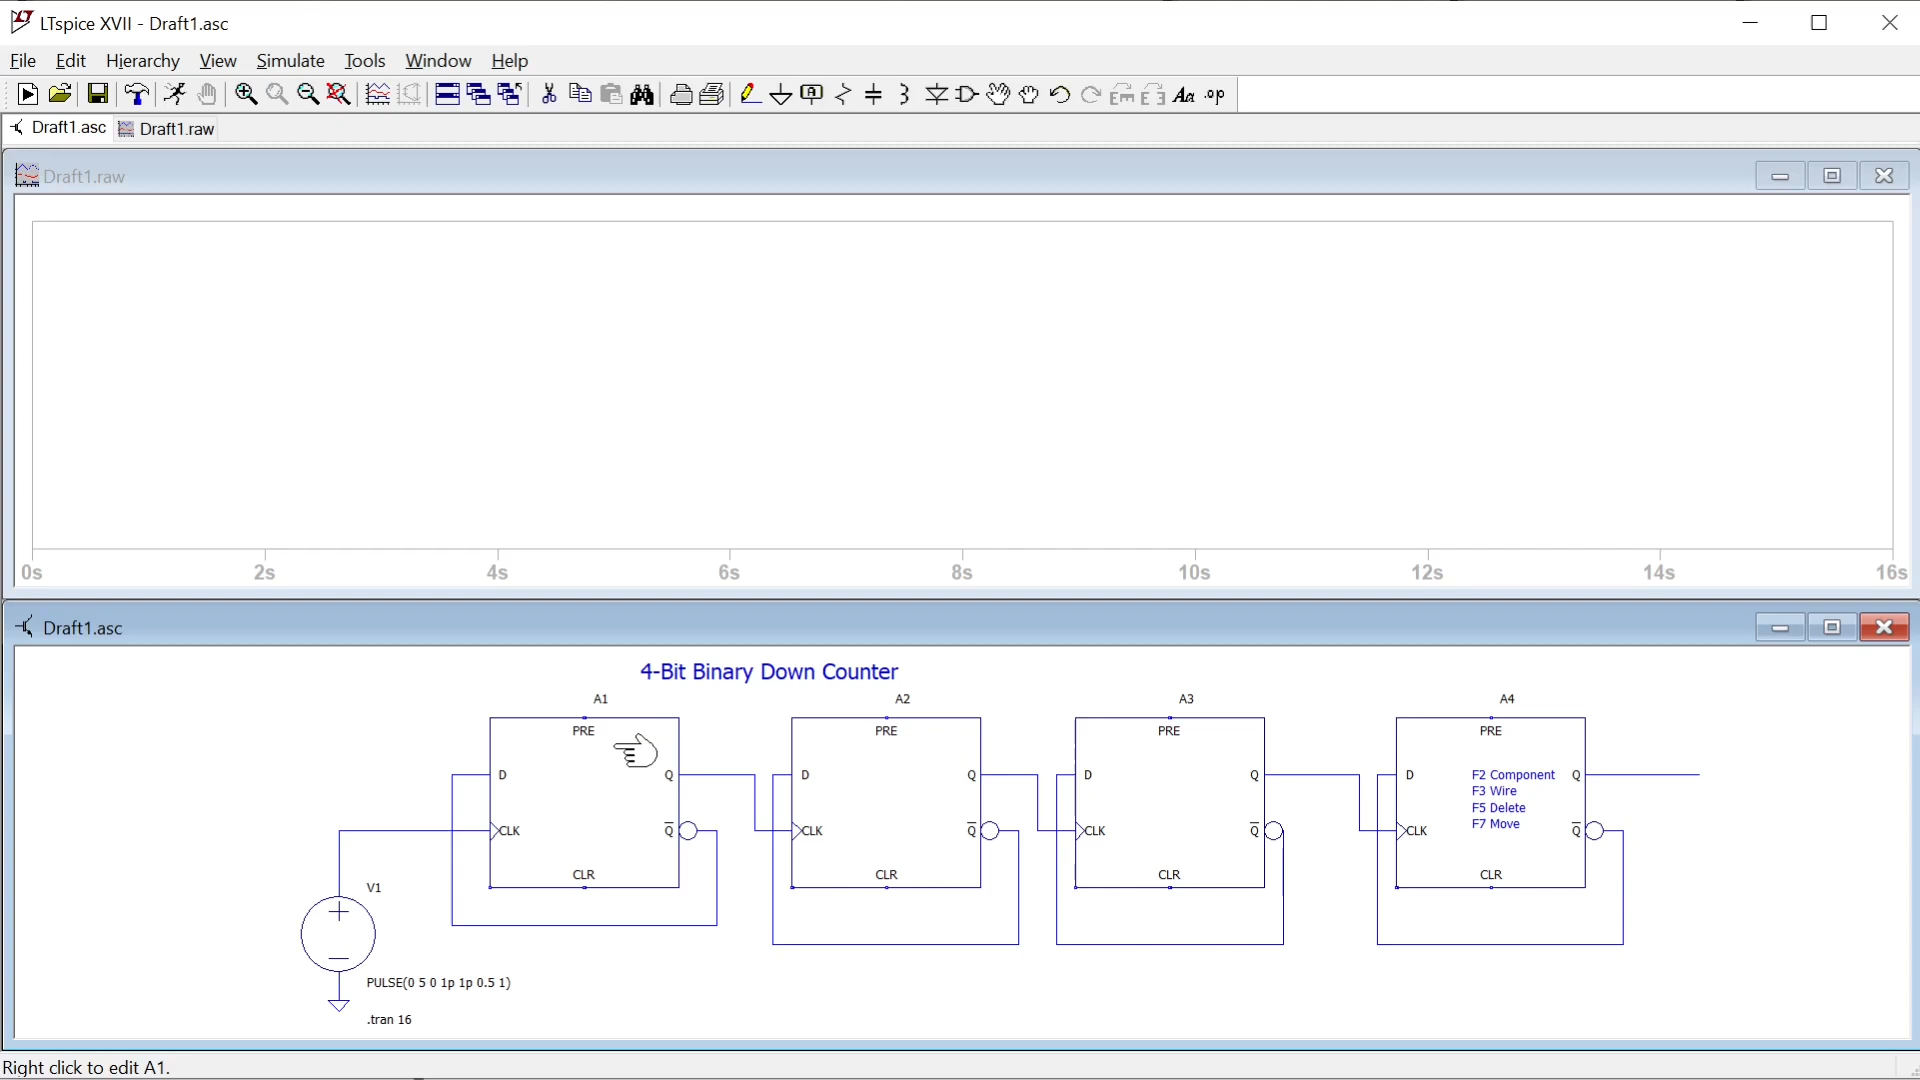 LTspice XVII - Draft1.asc
File Edit Hierarchy View Simulate Tools Window Help
Aa .op
Draft1.asc Draft1.raw
Draft1.raw
0s 2s 4s 6s 8s 10s 12s 14s 16s
Draft1.asc
4-Bit Binary Down Counter
A1 A2 A3 A4
PRE PRE PRE PRE
D Q D Q D Q D F2 Component Q
F3 Wire
F5 Delete
F7 Move
CLK Q̅ CLK Q̅ CLK Q̅ CLK Q̅
CLR CLR CLR CLR
V1
PULSE(0 5 0 1p 1p 0.5 1)
.tran 16
Right click to edit A1.